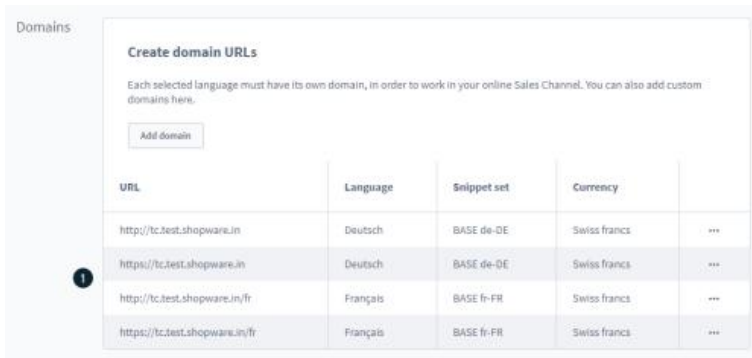 Domains
Create domain URLs
Each selected language must have its own domain, in order to work in your online Sales Channel. You can also add custom
domains here.
Add domain
URL Language Snippet set Currency
http://tc.test.shopware.in Deutsch BASE de-DE Swiss francs ...
https://tc.test.shopware.in Deutsch BASE de-DE Swiss francs ...
1
http://tc.test.shopware.in/fr Français BASE fr-FR Swiss francs ...
https://tc.test.shopware.in/fr Français BASE fr-FR Swiss francs ...